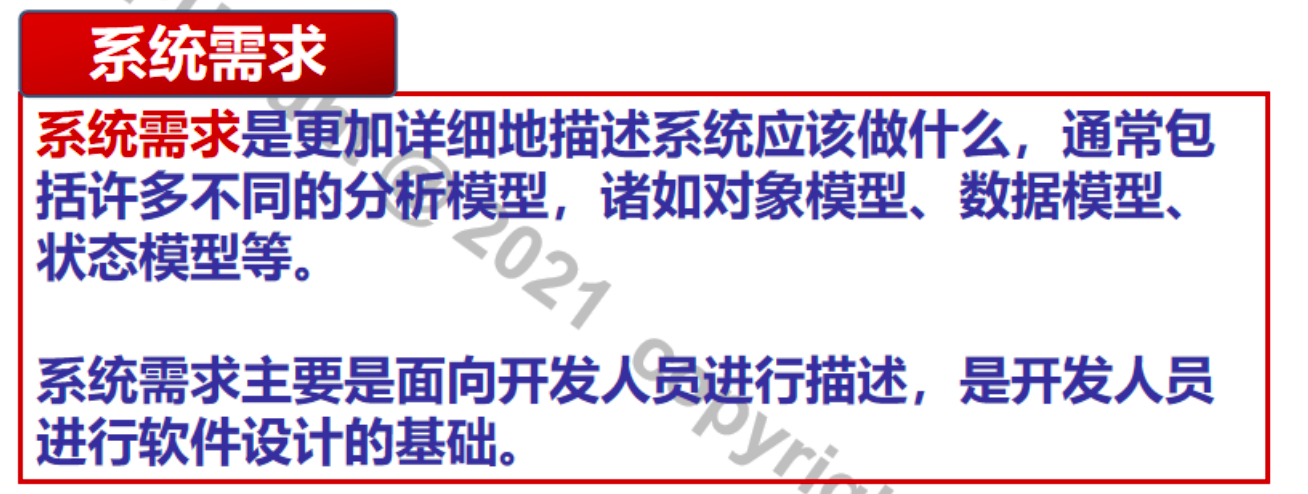 系统需求
系统需求是更加详细地描述系统应该做什么，通常包
括许多不同的分析模型，诸如对象模型、数据模型、
状态模型等。
系统需求主要是面向开发人员进行描述，是开发人员
进行软件设计的基础。
@ 2021 copyrig